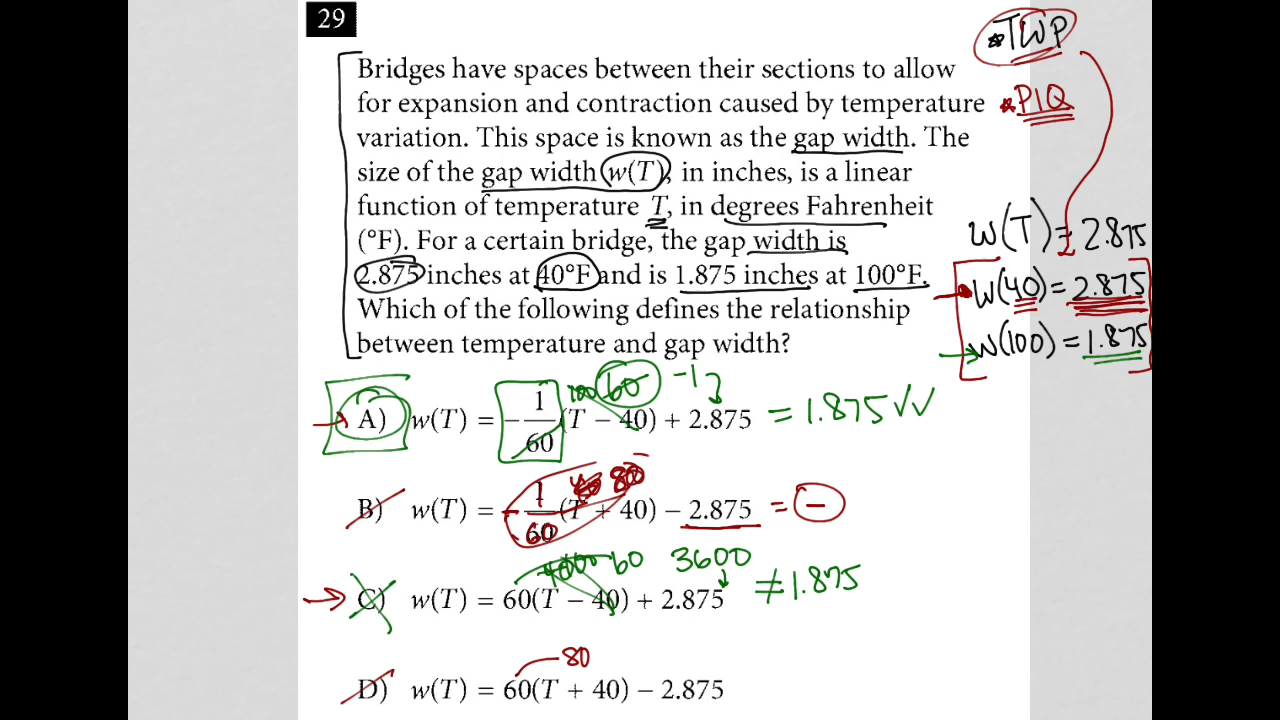 29
*TWP
Bridges have spaces between their sections to allow
for expansion and contraction caused by temperature
*PIQ
variation. This space is known as the gap width. The
size of the gap width w(T), in inches, is a linear
function of temperature T, in degrees Fahrenheit
w(T) = 2.875
(°F). For a certain bridge, the gap width is
2.875 inches at 40°F and is 1.875 inches at 100°F.
w(40) = 2.875
Which of the following defines the relationship
between temperature and gap width?
w(100) = 1.875
100 60 -1
A) w(T) = -1/60(T − 40) + 2.875 = 1.875 ✓✓
40 80
B) w(T) = -1/60(T + 40) − 2.875 = −
60 3600
C) w(T) = 60(T − 40) + 2.875 ≠ 1.875
80
D) w(T) = 60(T + 40) − 2.875